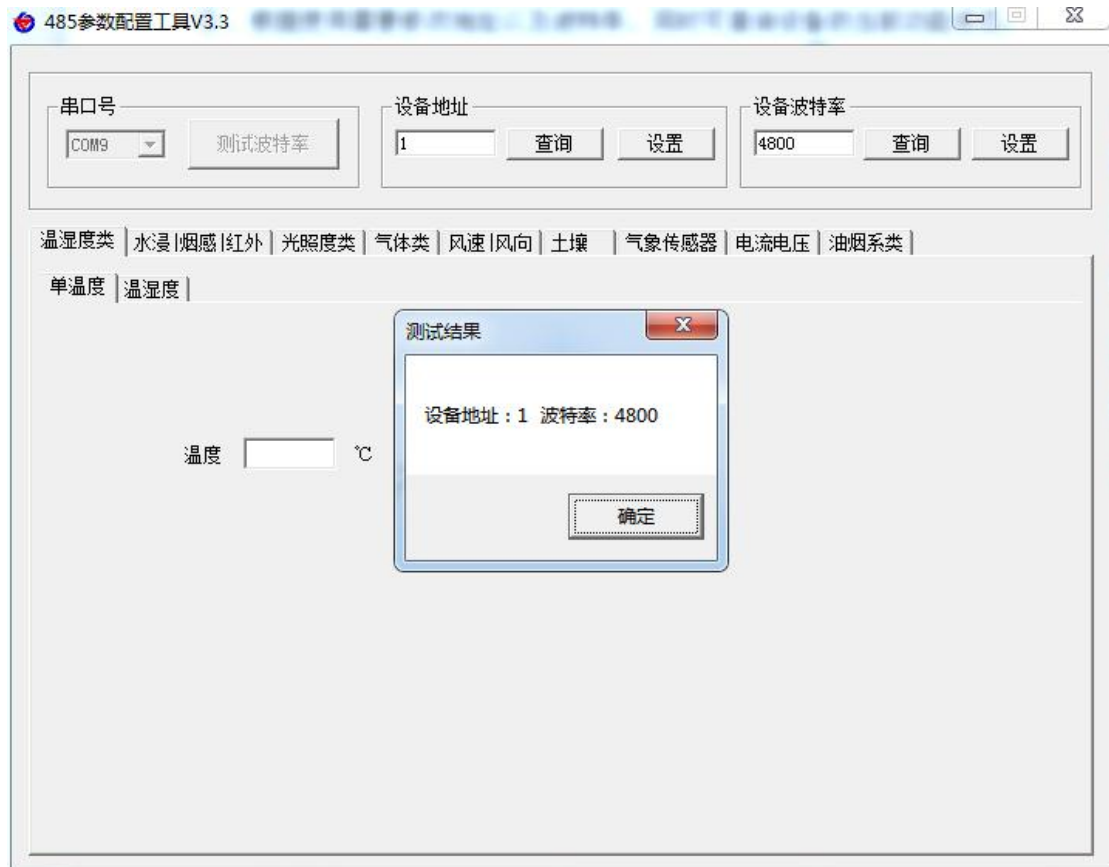 485参数配置工具V3.3
串口号
COM9
测试波特率
设备地址
1
查询
设置
设备波特率
4800
查询
设置
温湿度类 水浸|烟感|红外 光照度类 气体类 风速|风向 土壤 气象传感器 电流电压 油烟系类
单温度 温湿度
测试结果
设备地址：1 波特率：4800
温度 ℃
确定